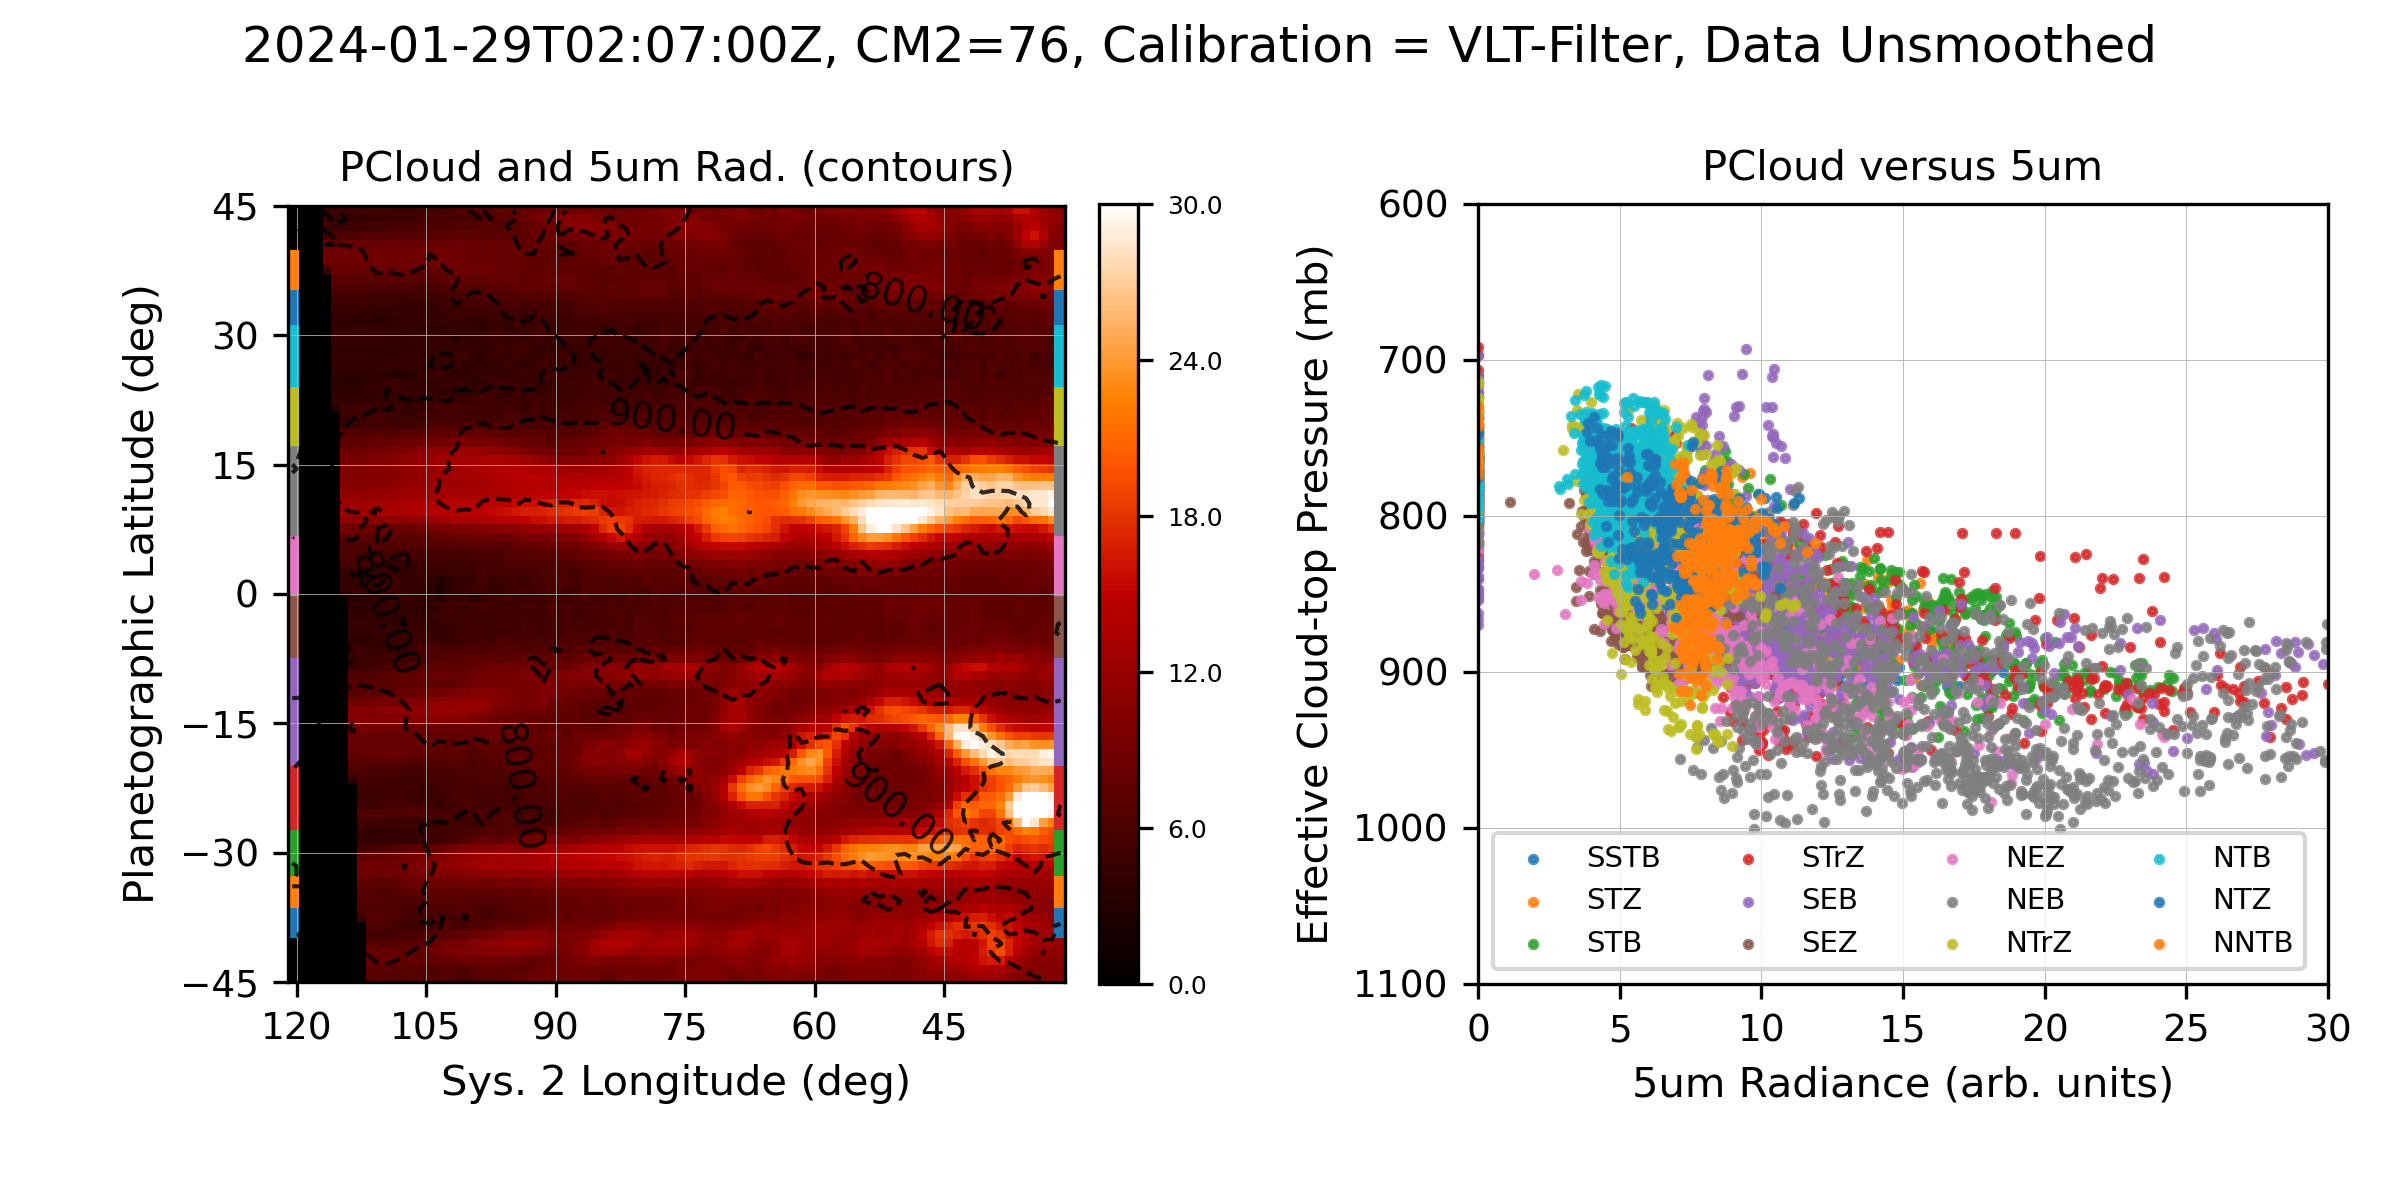 2024-01-29T02:07:00Z, CM2=76, Calibration = VLT-Filter, Data Unsmoothed
PCloud and 5um Rad. (contours)
Planetographic Latitude (deg)
45
30
15
0
−15
−30
−45
120 105 90 75 60 45
Sys. 2 Longitude (deg)
800.00
900.00
800.00
800.00
900.00
30.0
24.0
18.0
12.0
6.0
0.0
PCloud versus 5um
Effective Cloud-top Pressure (mb)
600
700
800
900
1000
1100
SSTB STrZ NEZ NTB
STZ SEB NEB NTZ
STB SEZ NTrZ NNTB
0 5 10 15 20 25 30
5um Radiance (arb. units)